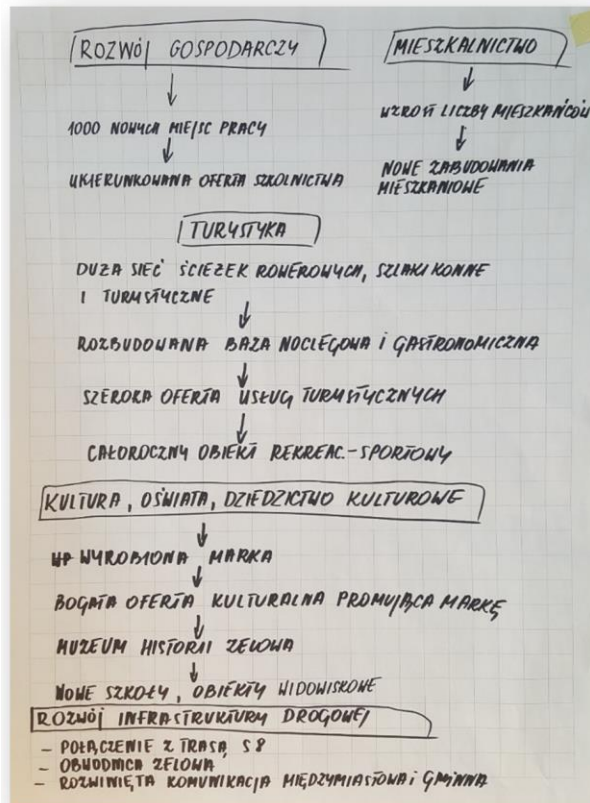 ROZWÓJ GOSPODARCZY
1000 NOWYCH MIEJSC PRACY
UKIERUNKOWANA OFERTA SZKOLNICTWA
MIESZKALNICTWO
WZROST LICZBY MIESZKAŃCÓW
NOWE ZABUDOWANIA
MIESZKANIOWE
TURYSTYKA
DUŻA SIEĆ ŚCIEŻEK ROWEROWYCH, SZLAKI KONNE
I TURYSTYCZNE
ROZBUDOWANA BAZA NOCLEGOWA I GASTRONOMICZNA
SZEROKA OFERTA USŁUG TURYSTYCZNYCH
CAŁOROCZNY OBIEKT REKREAC.-SPORTOWY
KULTURA, OŚWIATA, DZIEDZICTWO KULTUROWE
WYROBIONA MARKA
BOGATA OFERTA KULTURALNA PROMUJĄCA MARKĘ
MUZEUM HISTORII ZELOWA
NOWE SZKOŁY, OBIEKTY WIDOWISKOWE
ROZWÓJ INFRASTRUKTURY DROGOWEJ
- POŁĄCZENIE Z TRASĄ S8
- OBWODNICA ZELOWA
- ROZWINIĘTA KOMUNIKACJA MIĘDZYMIASTOWA I GMINNA